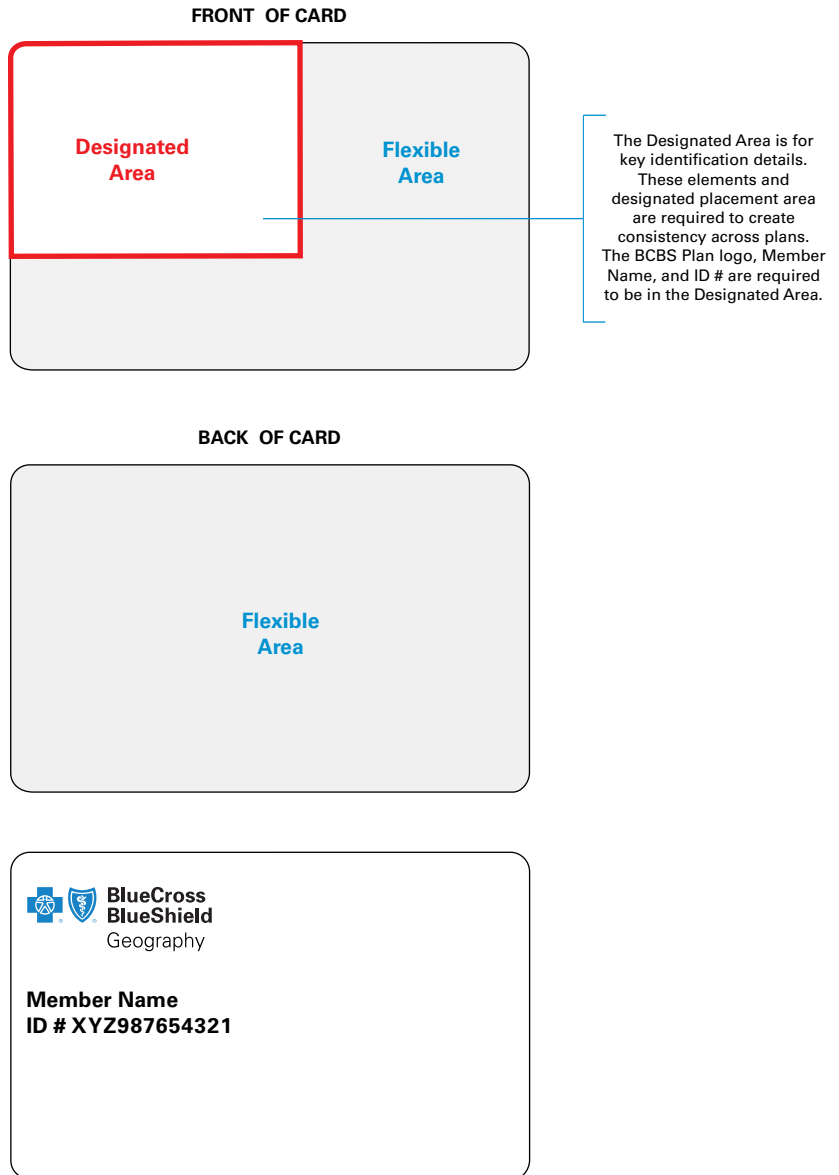 FRONT OF CARD
Designated
Area
Flexible
Area
The Designated Area is for
key identification details.
These elements and
designated placement area
are required to create
consistency across plans.
The BCBS Plan logo, Member
Name, and ID # are required
to be in the Designated Area.
BACK OF CARD
Flexible
Area
BlueCross
BlueShield
Geography
Member Name
ID # XYZ987654321